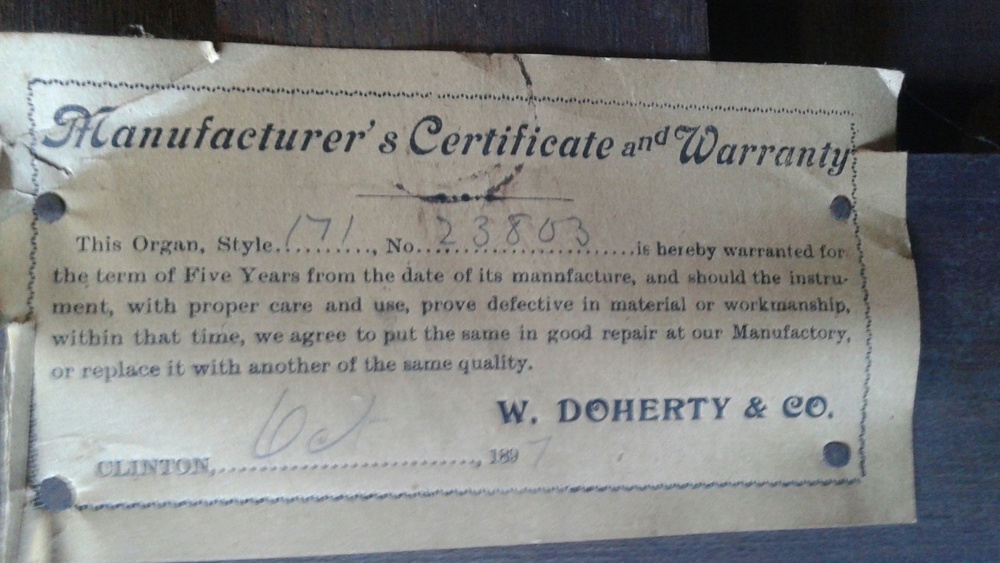 Manufacturer's Certificate and Warranty
This Organ, Style....171...., No...23803...is hereby warranted for
the term of Five Years from the date of its mannfacture, and should the instru-
ment, with proper care and use, prove defective in material or workmanship,
within that time, we agree to put the same in good repair at our Manufactory,
or replace it with another of the same quality.
W. DOHERTY & CO.
CLINTON,....Oct...., 1897